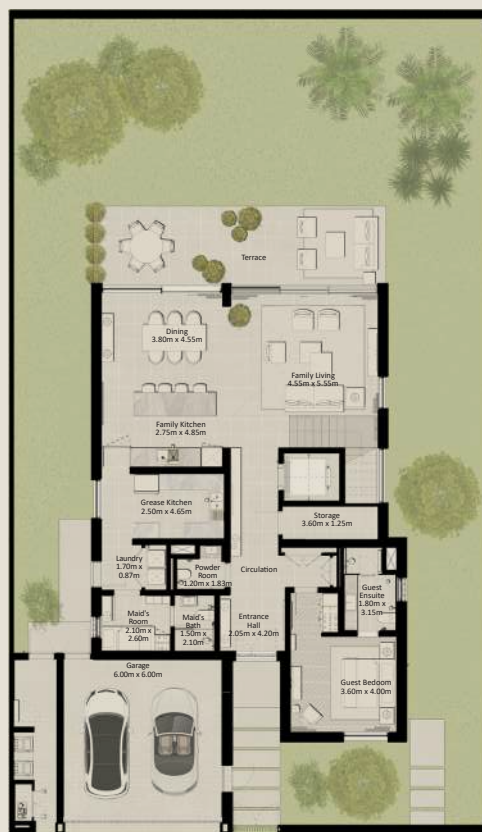 Terrace
Dining
3.80m x 4.55m
Family Living
4.55m x 5.55m
Family Kitchen
2.75m x 4.85m
Grease Kitchen
2.50m x 4.65m
Storage
3.60m x 1.25m
Laundry
1.70m x
0.87m
Powder
Room
1.20m x 1.83m
Circulation
Guest
Ensuite
1.80m x
3.15m
Maid's
Room
2.10m x
2.60m
Maid's
Bath
1.50m x
2.10m
Entrance
Hall
2.05m x 4.20m
Garage
6.00m x 6.00m
Guest Bedoom
3.60m x 4.00m